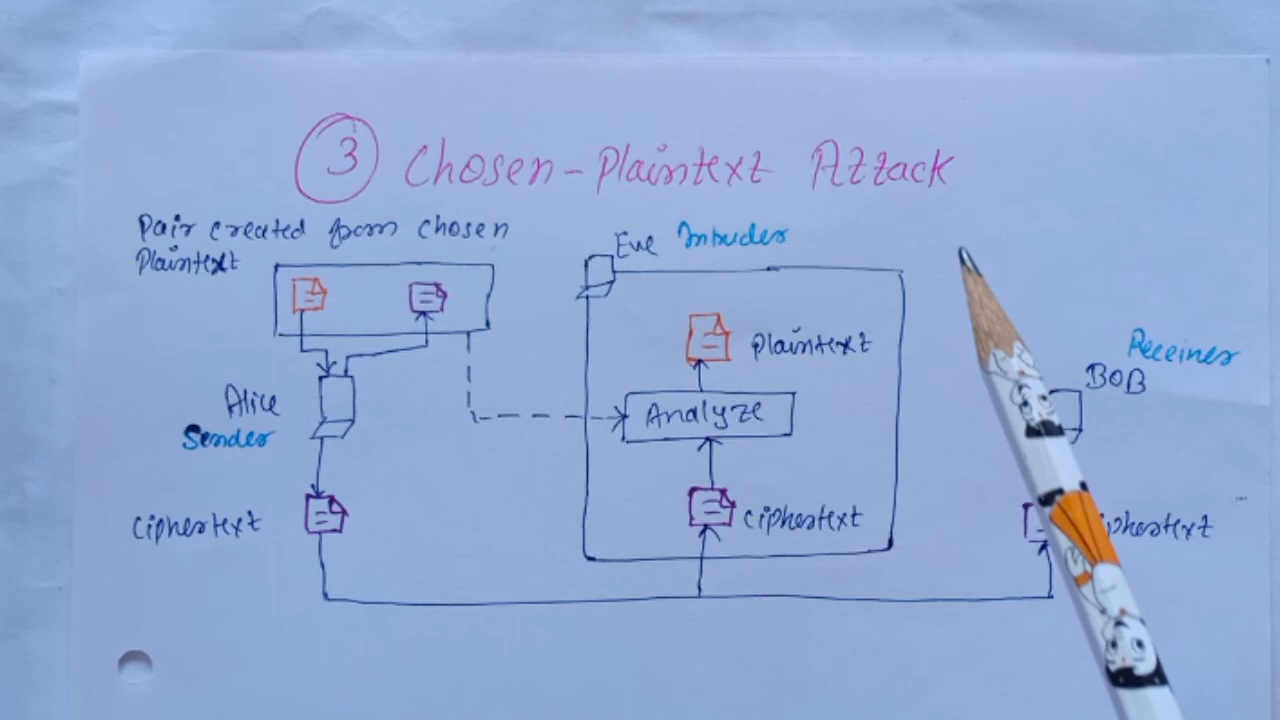 3 Chosen-Plaintext Attack
Pair created from chosen
Plaintext
Eve Intruder
Plaintext
Receiver
BOB
Alice
Sender
Analyze
Ciphertext
Ciphertext